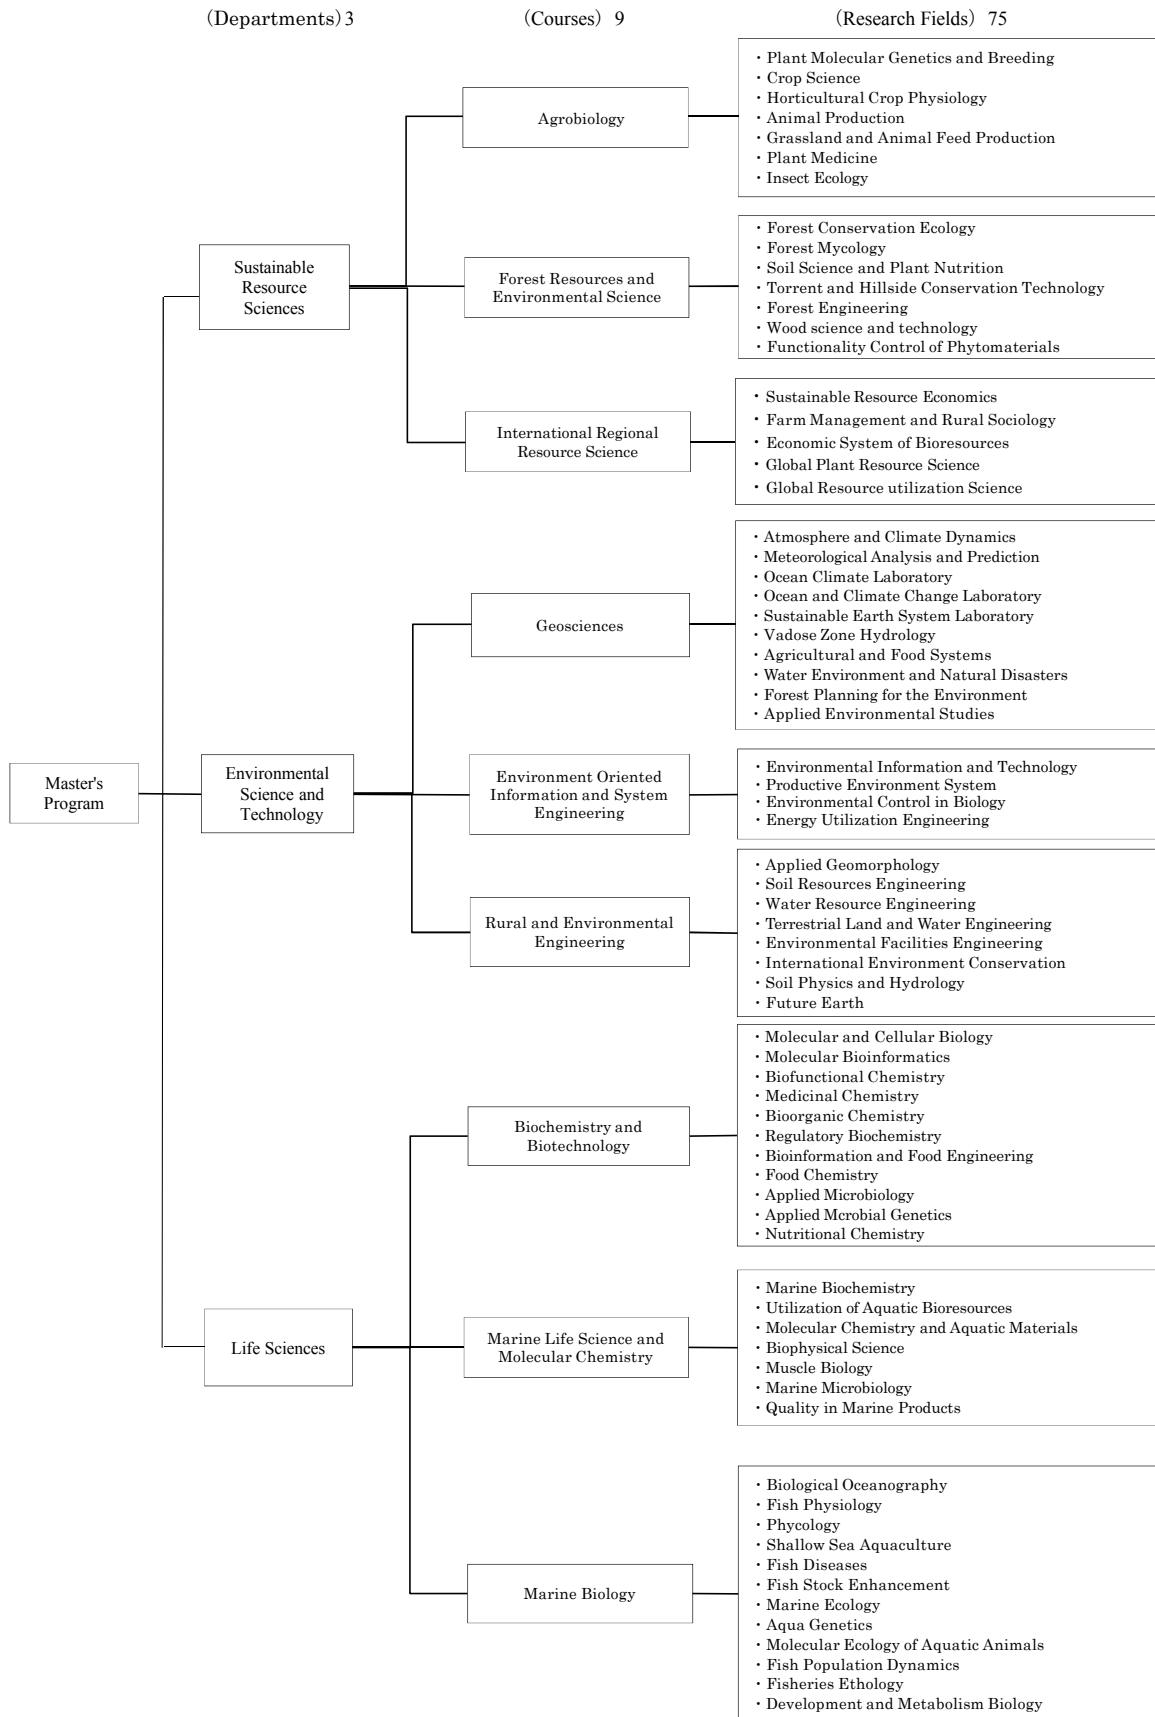 (Departments) 3 (Courses) 9 (Research Fields) 75
Master's
Program
Sustainable
Resource
Sciences
Agrobiology
・Plant Molecular Genetics and Breeding
・Crop Science
・Horticultural Crop Physiology
・Animal Production
・Grassland and Animal Feed Production
・Plant Medicine
・Insect Ecology
Forest Resources and
Environmental Science
・Forest Conservation Ecology
・Forest Mycology
・Soil Science and Plant Nutrition
・Torrent and Hillside Conservation Technology
・Forest Engineering
・Wood science and technology
・Functionality Control of Phytomaterials
International Regional
Resource Science
・Sustainable Resource Economics
・Farm Management and Rural Sociology
・Economic System of Bioresources
・Global Plant Resource Science
・Global Resource utilization Science
Environmental
Science and
Technology
Geosciences
・Atmosphere and Climate Dynamics
・Meteorological Analysis and Prediction
・Ocean Climate Laboratory
・Ocean and Climate Change Laboratory
・Sustainable Earth System Laboratory
・Vadose Zone Hydrology
・Agricultural and Food Systems
・Water Environment and Natural Disasters
・Forest Planning for the Environment
・Applied Environmental Studies
Environment Oriented
Information and System
Engineering
・Environmental Information and Technology
・Productive Environment System
・Environmental Control in Biology
・Energy Utilization Engineering
Rural and Environmental
Engineering
・Applied Geomorphology
・Soil Resources Engineering
・Water Resource Engineering
・Terrestrial Land and Water Engineering
・Environmental Facilities Engineering
・International Environment Conservation
・Soil Physics and Hydrology
・Future Earth
Life Sciences
Biochemistry and
Biotechnology
・Molecular and Cellular Biology
・Molecular Bioinformatics
・Biofunctional Chemistry
・Medicinal Chemistry
・Bioorganic Chemistry
・Regulatory Biochemistry
・Bioinformation and Food Engineering
・Food Chemistry
・Applied Microbiology
・Applied Mcrobial Genetics
・Nutritional Chemistry
Marine Life Science and
Molecular Chemistry
・Marine Biochemistry
・Utilization of Aquatic Bioresources
・Molecular Chemistry and Aquatic Materials
・Biophysical Science
・Muscle Biology
・Marine Microbiology
・Quality in Marine Products
Marine Biology
・Biological Oceanography
・Fish Physiology
・Phycology
・Shallow Sea Aquaculture
・Fish Diseases
・Fish Stock Enhancement
・Marine Ecology
・Aqua Genetics
・Molecular Ecology of Aquatic Animals
・Fish Population Dynamics
・Fisheries Ethology
・Development and Metabolism Biology